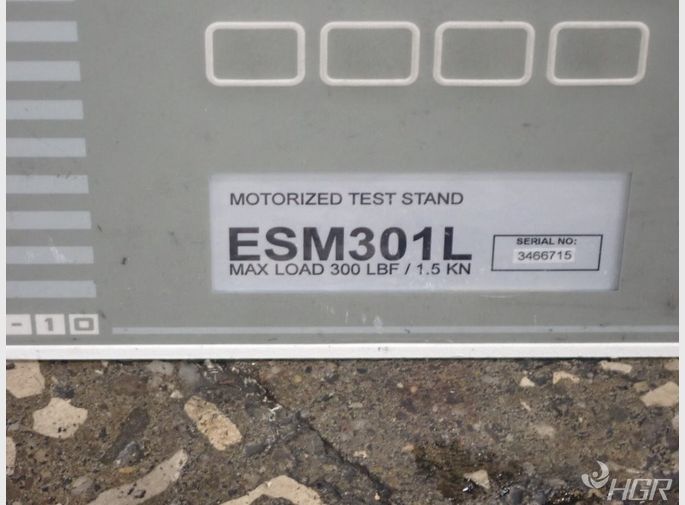 MOTORIZED TEST STAND
ESM301L
MAX LOAD 300 LBF / 1.5 KN
SERIAL NO:
3466715
-10
HGR